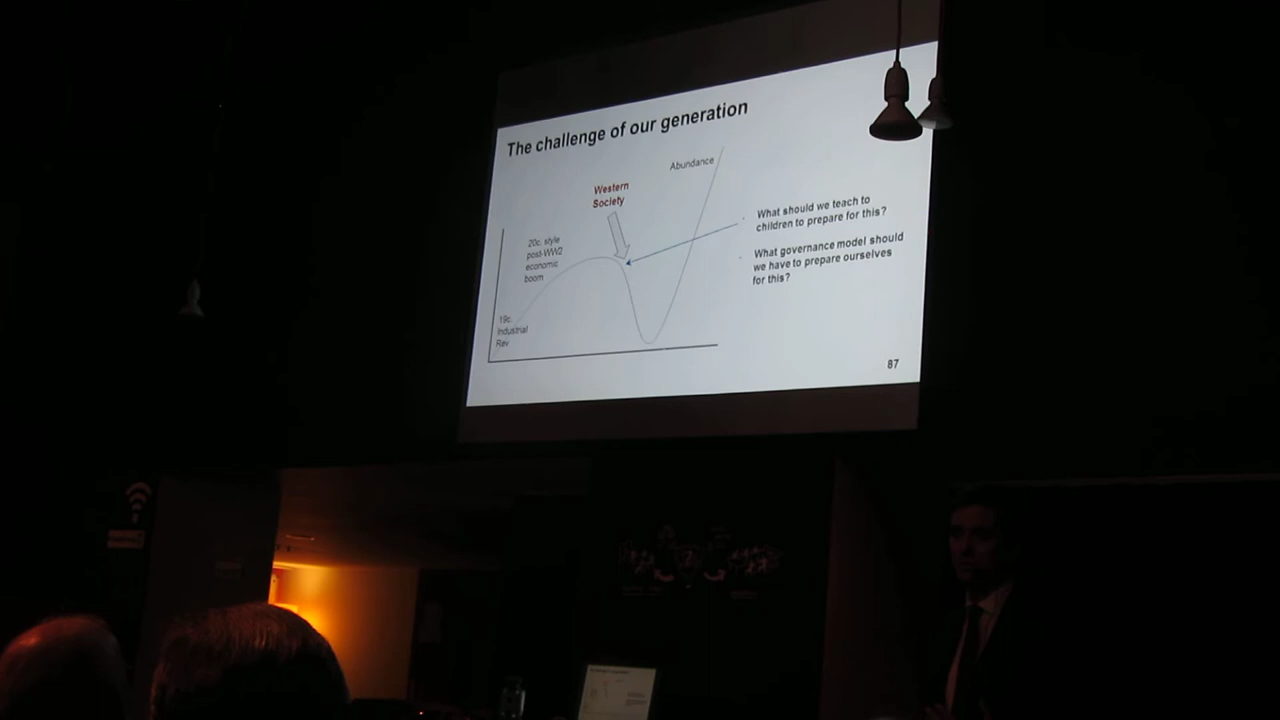 The challenge of our generation
Abundance
Western
Society
20c. style
post-WW2
economic
boom
19c.
Industrial
Rev
What should we teach to
children to prepare for this?
What governance model should
we have to prepare ourselves
for this?
87